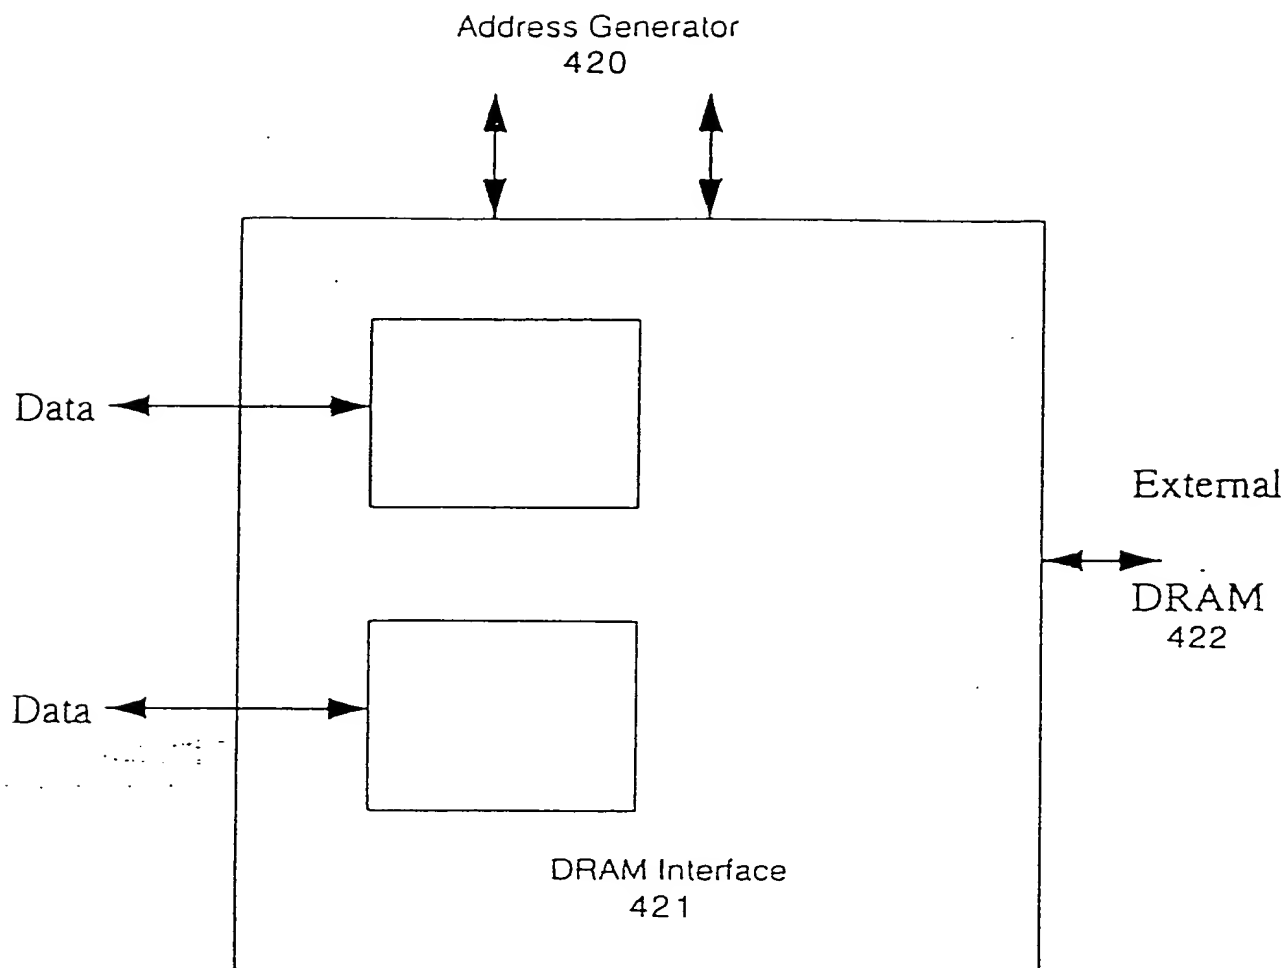 Address Generator
420
Data
External
DRAM
422
Data
DRAM Interface
421